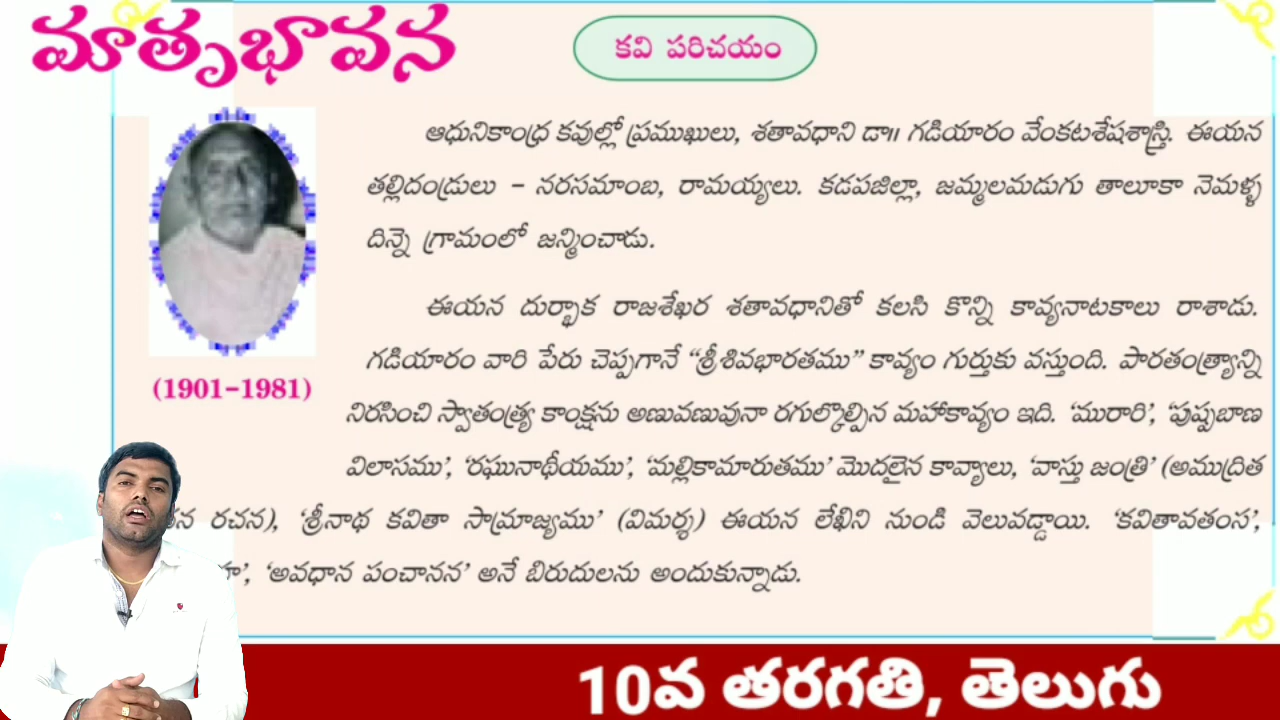 మాతృభావన
కవి పరిచయం
ఆధునికాంధ్ర కవుల్లో ప్రముఖులు, శతావధాని డా॥ గడియారం వేంకటశేషశాస్త్రి. ఈయన
తల్లిదండ్రులు – నరసమాంబ, రామయ్యలు. కడపజిల్లా, జమ్మలమడుగు తాలూకా నెమళ్ళ
దిన్నె గ్రామంలో జన్మించాడు.
ఈయన దుర్భాక రాజశేఖర శతావధానితో కలసి కొన్ని కావ్యనాటకాలు రాశాడు.
గడియారం వారి పేరు చెప్పగానే “శ్రీశివభారతము” కావ్యం గుర్తుకు వస్తుంది. పారతంత్ర్యాన్ని
(1901-1981)
నిరసించి స్వాతంత్ర్య కాంక్షను అణువణువునా రగుల్కొల్పిన మహాకావ్యం ఇది. ‘మురారి’, ‘పుష్పబాణ
విలాసము’, ‘రఘునాథీయము’, ‘మల్లికామారుతము’ మొదలైన కావ్యాలు, ‘వాస్తు జంత్రి’ (అముద్రిత
రచన), ‘శ్రీనాథ కవితా సామ్రాజ్యము’ (విమర్శ) ఈయన లేఖిని నుండి వెలువడ్డాయి. ‘కవితావతంస’,
‘అవధాన పంచానన’ అనే బిరుదులను అందుకున్నాడు.
10వ తరగతి, తెలుగు